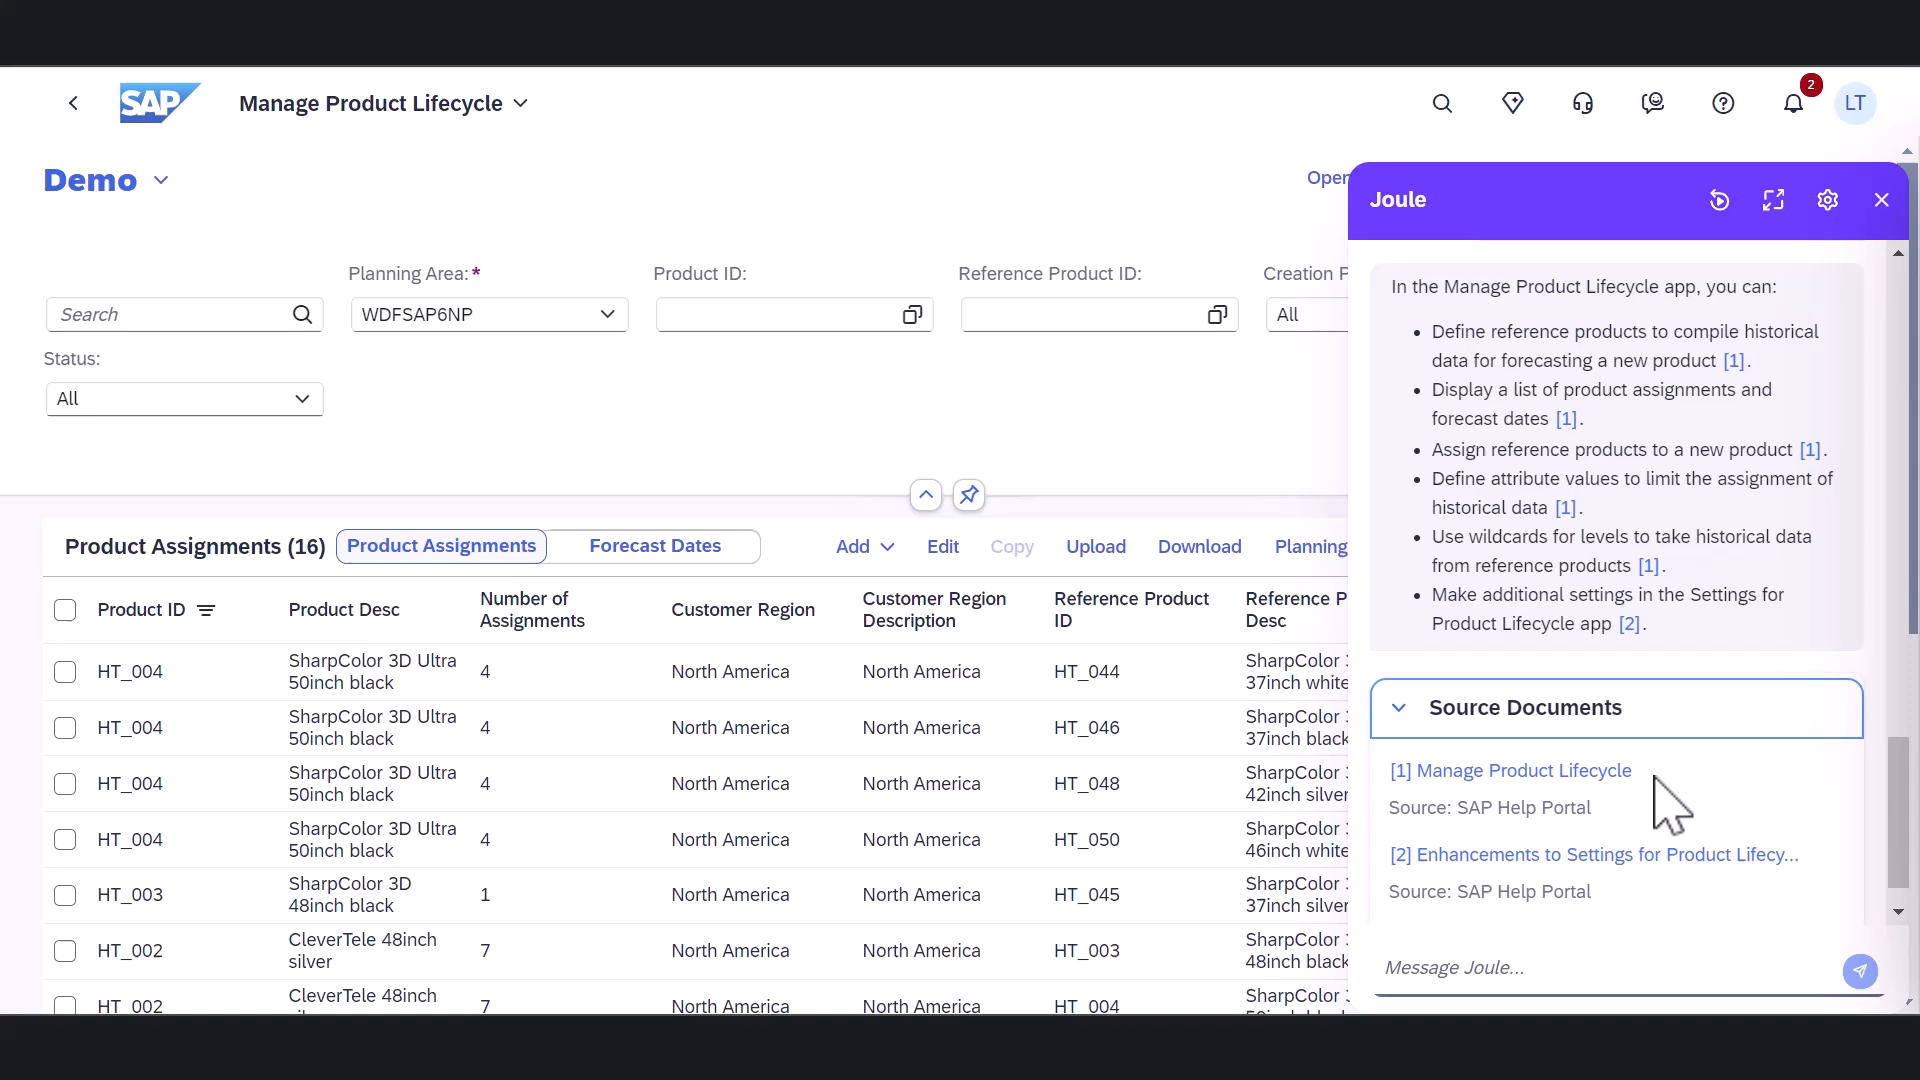 SAP
Manage Product Lifecycle
2
LT
Demo
Open
Planning Area:*
Product ID:
Reference Product ID:
Creation P
Search
WDFSAP6NP
All
Status:
All
Product Assignments (16)
Product Assignments
Forecast Dates
Add
Edit
Copy
Upload
Download
Planning
Product ID
Product Desc
Number of
Assignments
Customer Region
Customer Region
Description
Reference Product
ID
Reference P
Desc
HT_004
SharpColor 3D Ultra
50inch black
4
North America
North America
HT_044
SharpColor
37inch white
HT_004
SharpColor 3D Ultra
50inch black
4
North America
North America
HT_046
SharpColor
37inch black
HT_004
SharpColor 3D Ultra
50inch black
4
North America
North America
HT_048
SharpColor
42inch silver
HT_004
SharpColor 3D Ultra
50inch black
4
North America
North America
HT_050
SharpColor
46inch white
HT_003
SharpColor 3D
48inch black
1
North America
North America
HT_045
SharpColor
37inch silver
HT_002
CleverTele 48inch
silver
7
North America
North America
HT_003
SharpColor
48inch black
HT_002
CleverTele 48inch
7
North America
North America
HT_004
SharpColor
Joule
In the Manage Product Lifecycle app, you can:
• Define reference products to compile historical
data for forecasting a new product [1].
• Display a list of product assignments and
forecast dates [1].
• Assign reference products to a new product [1].
• Define attribute values to limit the assignment of
historical data [1].
• Use wildcards for levels to take historical data
from reference products [1].
• Make additional settings in the Settings for
Product Lifecycle app [2].
Source Documents
[1] Manage Product Lifecycle
Source: SAP Help Portal
[2] Enhancements to Settings for Product Lifecy...
Source: SAP Help Portal
Message Joule...